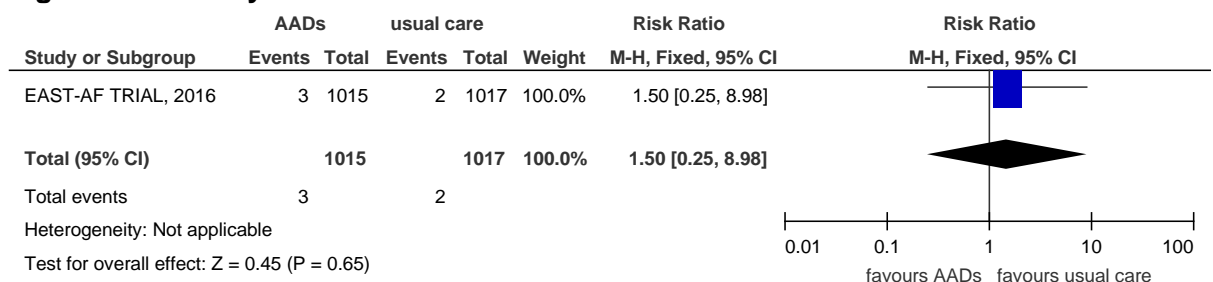 AADs usual care Risk Ratio Risk Ratio
Study or Subgroup Events Total Events Total Weight M-H, Fixed, 95% CI M-H, Fixed, 95% CI
EAST-AF TRIAL, 2016 3 1015 2 1017 100.0% 1.50 [0.25, 8.98]
Total (95% CI) 1015 1017 100.0% 1.50 [0.25, 8.98]
Total events 3 2
Heterogeneity: Not applicable
Test for overall effect: Z = 0.45 (P = 0.65)
0.01 0.1 1 10 100
favours AADs favours usual care